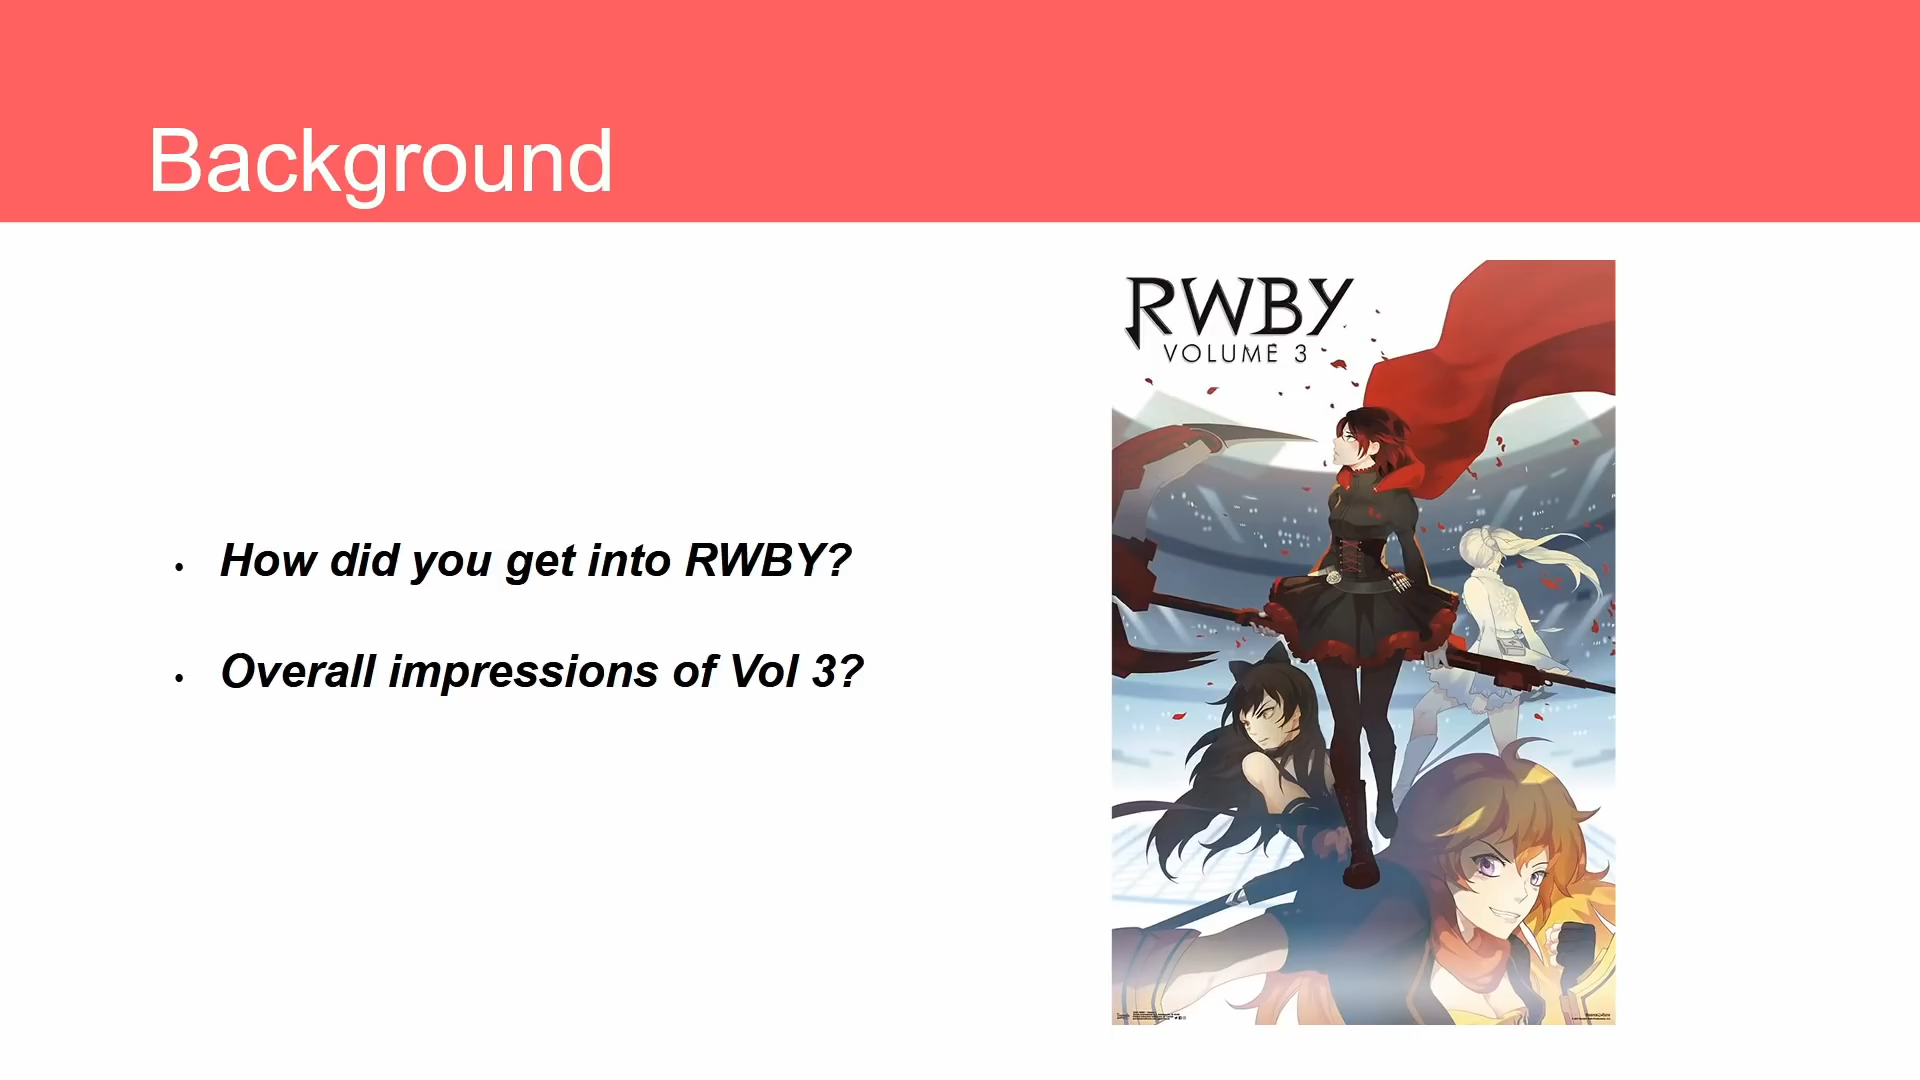 Background
How did you get into RWBY?
Overall impressions of Vol 3?
RWBY
VOLUME 3